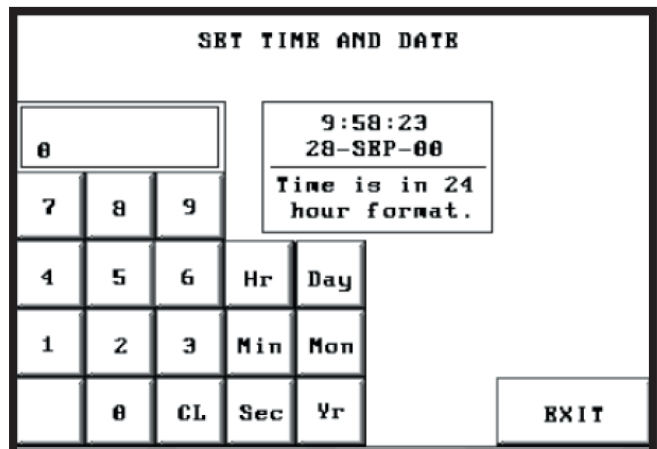 SET TIME AND DATE
0
9:58:23
28-SEP-00
Time is in 24
hour format.
7 8 9
4 5 6 Hr Day
1 2 3 Min Mon
0 CL Sec Yr
EXIT